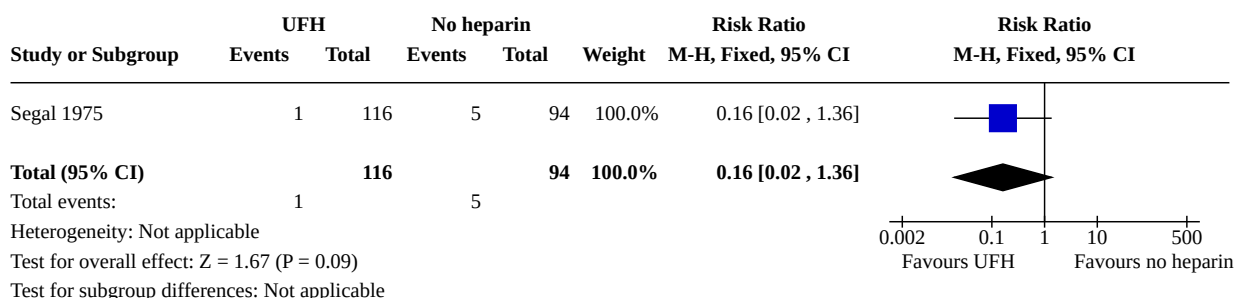 UFH No heparin Risk Ratio Risk Ratio
Study or Subgroup Events Total Events Total Weight M-H, Fixed, 95% CI M-H, Fixed, 95% CI
Segal 1975 1 116 5 94 100.0% 0.16 [0.02 , 1.36]
Total (95% CI) 116 94 100.0% 0.16 [0.02 , 1.36]
Total events: 1 5
Heterogeneity: Not applicable 0.002 0.1 1 10 500
Test for overall effect: Z = 1.67 (P = 0.09) Favours UFH Favours no heparin
Test for subgroup differences: Not applicable